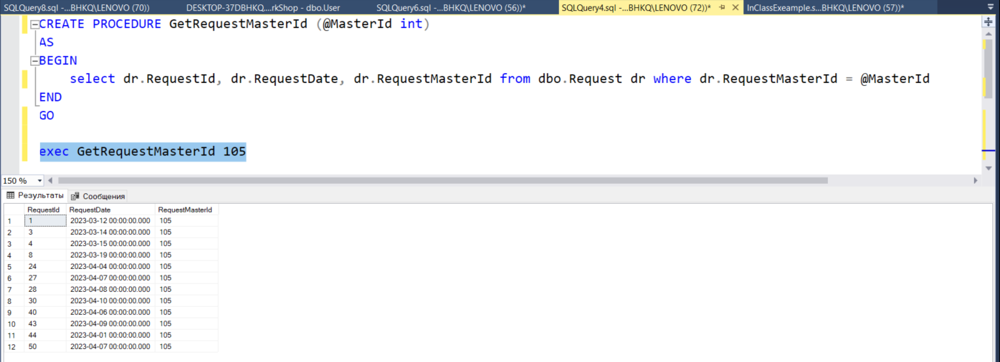 SQLQuery8.sql -...BHKQ\LENOVO (70)) DESKTOP-37DBHKQ....rkShop - dbo.User SQLQuery6.sql -...BHKQ\LENOVO (56))* SQLQuery4.sql -...BHKQ\LENOVO (72))* InClassExeample.s...BHKQ\LENOVO (57))*
CREATE PROCEDURE GetRequestMasterId (@MasterId int)
AS
BEGIN
select dr.RequestId, dr.RequestDate, dr.RequestMasterId from dbo.Request dr where dr.RequestMasterId = @MasterId
END
GO
exec GetRequestMasterId 105
150 %
Результаты Сообщения
RequestId RequestDate RequestMasterId
1 1 2023-03-12 00:00:00.000 105
2 3 2023-03-14 00:00:00.000 105
3 4 2023-03-15 00:00:00.000 105
4 8 2023-03-19 00:00:00.000 105
5 24 2023-04-04 00:00:00.000 105
6 27 2023-04-07 00:00:00.000 105
7 28 2023-04-08 00:00:00.000 105
8 30 2023-04-10 00:00:00.000 105
9 40 2023-04-06 00:00:00.000 105
10 43 2023-04-09 00:00:00.000 105
11 44 2023-04-01 00:00:00.000 105
12 50 2023-04-07 00:00:00.000 105